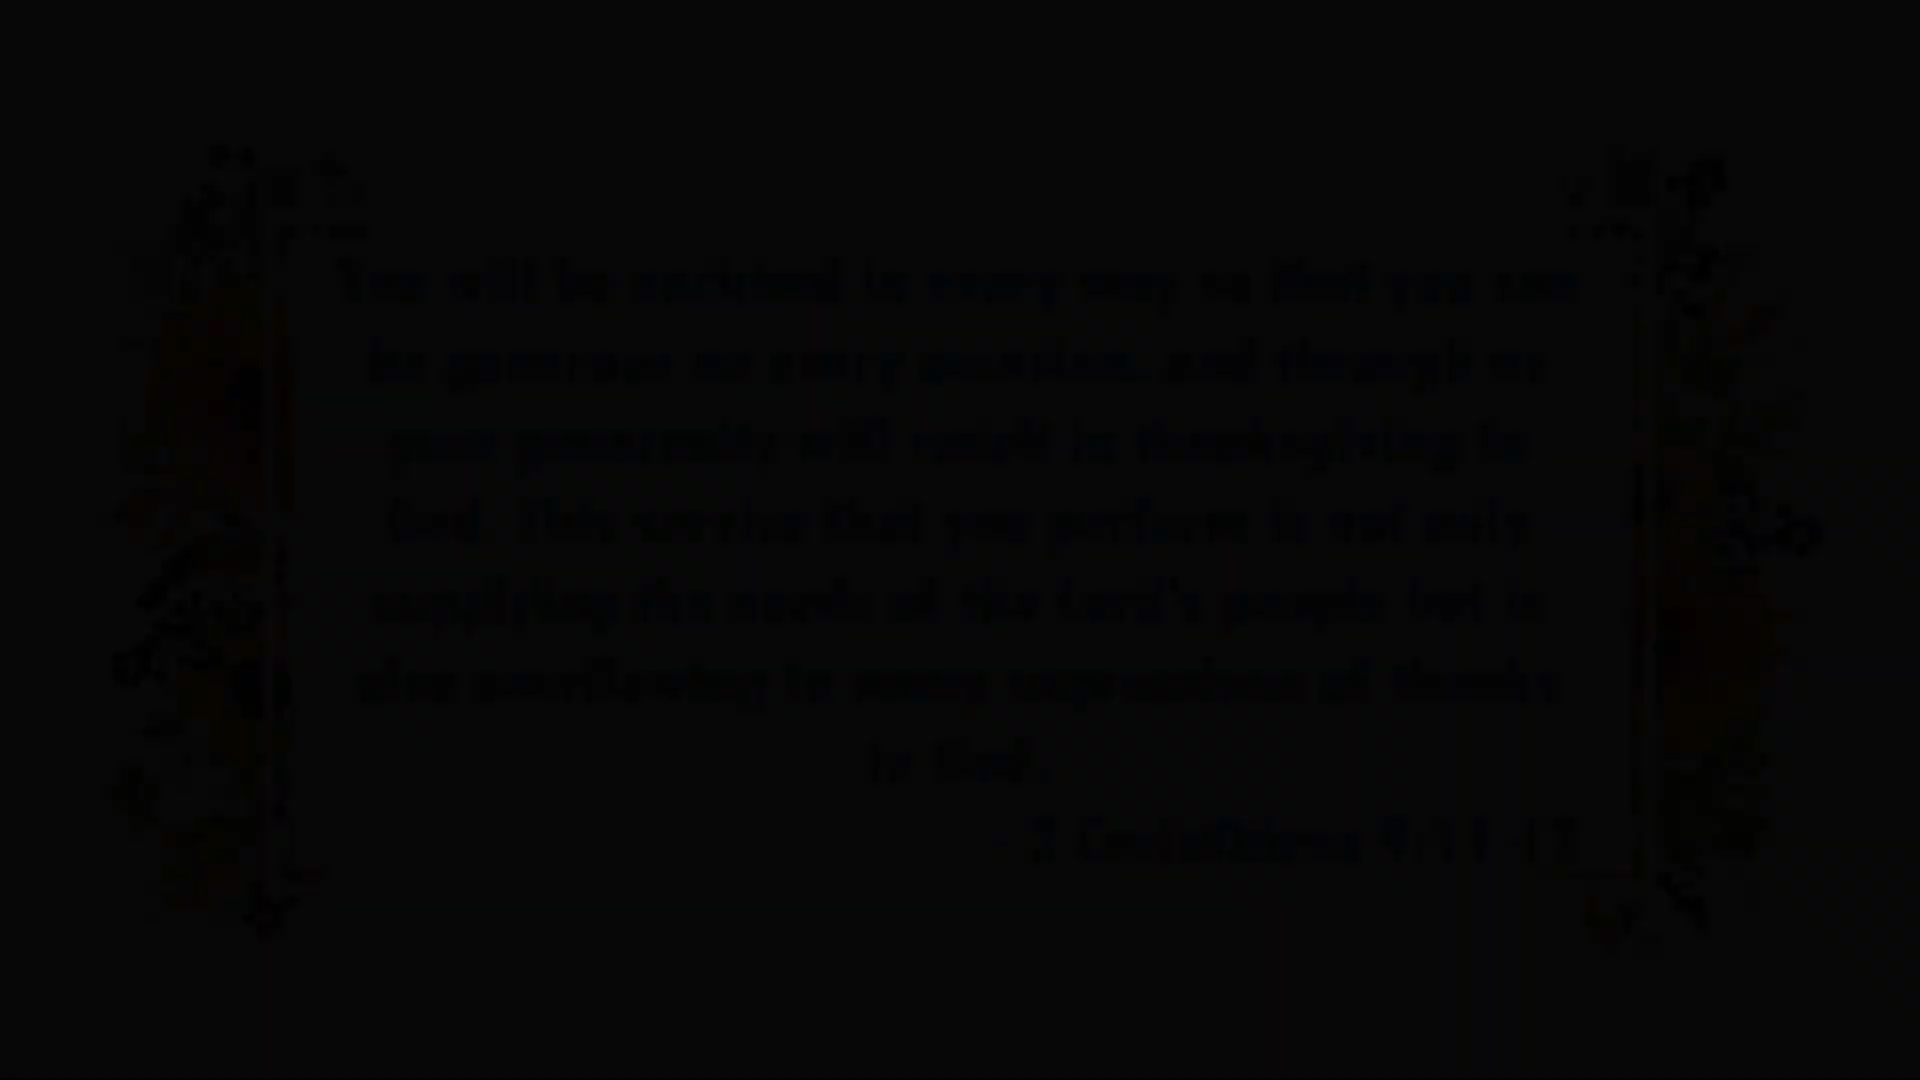 You will be enriched in every way so that you can
be generous on every occasion, and through us
your generosity will result in thanksgiving to
God. This service that you perform is not only
supplying the needs of the Lord's people but is
also overflowing in many expressions of thanks
to God.
2 Corinthians 9:11-12